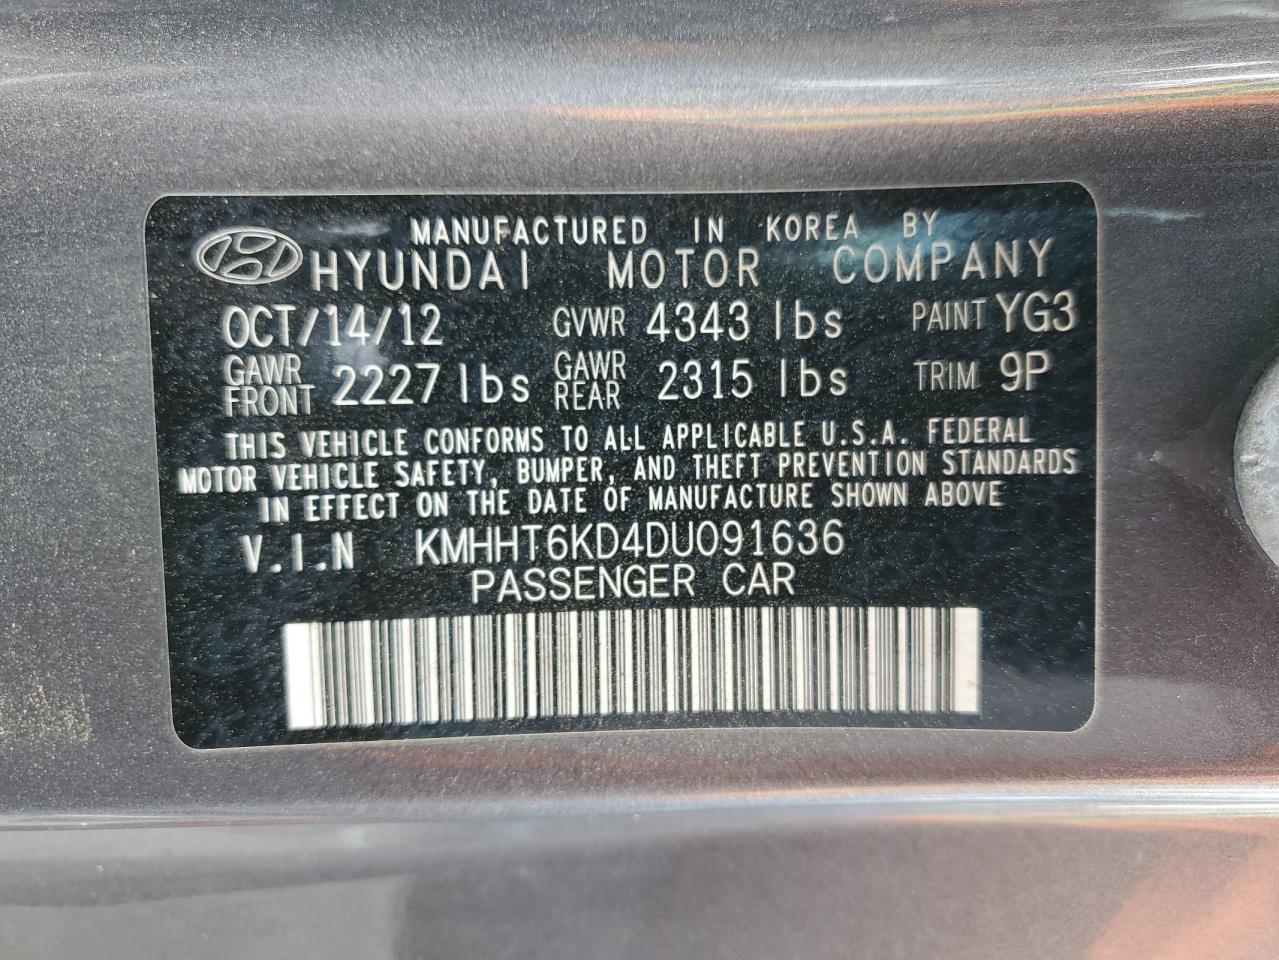 MANUFACTURED IN KOREA BY
HYUNDAI MOTOR COMPANY
OCT/14/12 GVWR 4343 lbs PAINT YG3
GAWR FRONT 2227 lbs GAWR REAR 2315 lbs TRIM 9P
THIS VEHICLE CONFORMS TO ALL APPLICABLE U.S.A. FEDERAL
MOTOR VEHICLE SAFETY, BUMPER, AND THEFT PREVENTION STANDARDS
IN EFFECT ON THE DATE OF MANUFACTURE SHOWN ABOVE
V.I.N KMHHT6KD4DU091636
PASSENGER CAR